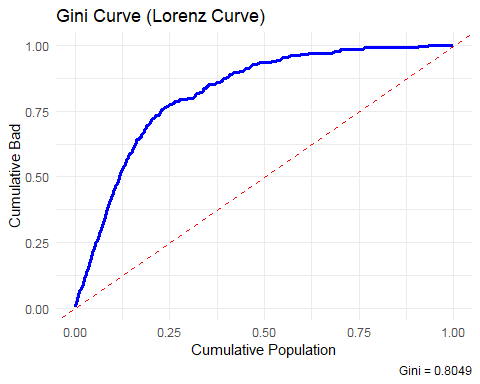 Gini Curve (Lorenz Curve)
1.00
0.75
0.50
0.25
0.00
Cumulative Bad
0.00 0.25 0.50 0.75 1.00
Cumulative Population
Gini = 0.8049